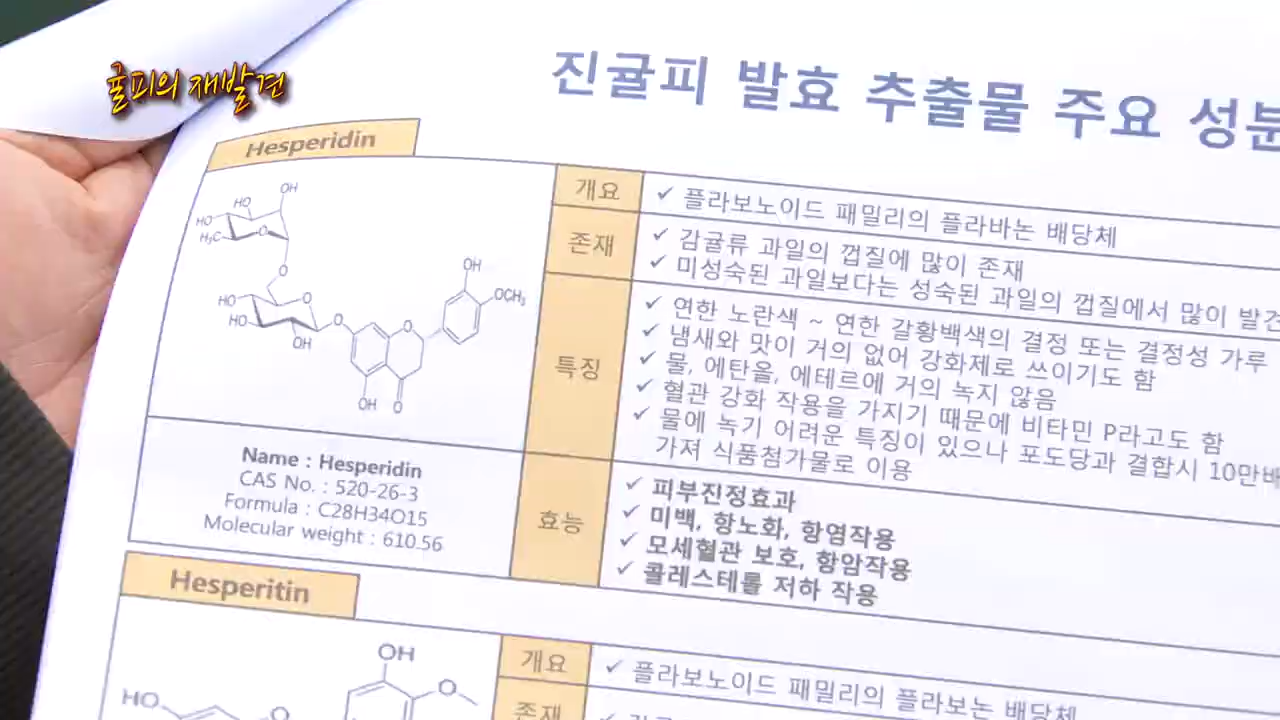 귤피의 재발견
진귤피 발효 추출물 주요 성분
Hesperidin
OH
HO
HO
H₃C
O
O
HO
O
HO
OH
O
O
OH
OCH₃
OH
O
Name : Hesperidin
CAS No. : 520-26-3
Formula : C28H34O15
Molecular weight : 610.56
개요
✓ 플라보노이드 패밀리의 플라바논 배당체
존재
✓ 감귤류 과일의 껍질에 많이 존재
✓ 미성숙된 과일보다는 성숙된 과일의 껍질에서 많이 발견
특징
✓ 연한 노란색 ~ 연한 갈황백색의 결정 또는 결정성 가루
✓ 냄새와 맛이 거의 없어 강화제로 쓰이기도 함
✓ 물, 에탄올, 에테르에 거의 녹지 않음
✓ 혈관 강화 작용을 가지기 때문에 비타민 P라고도 함
✓ 물에 녹기 어려운 특징이 있으나 포도당과 결합시 10만배
가져 식품첨가물로 이용
효능
✓ 피부진정효과
✓ 미백, 항노화, 항염작용
✓ 모세혈관 보호, 항암작용
✓ 콜레스테롤 저하 작용
Hesperitin
OH
O
HO
개요
✓ 플라보노이드 패밀리의 플라보논 배당체
존재